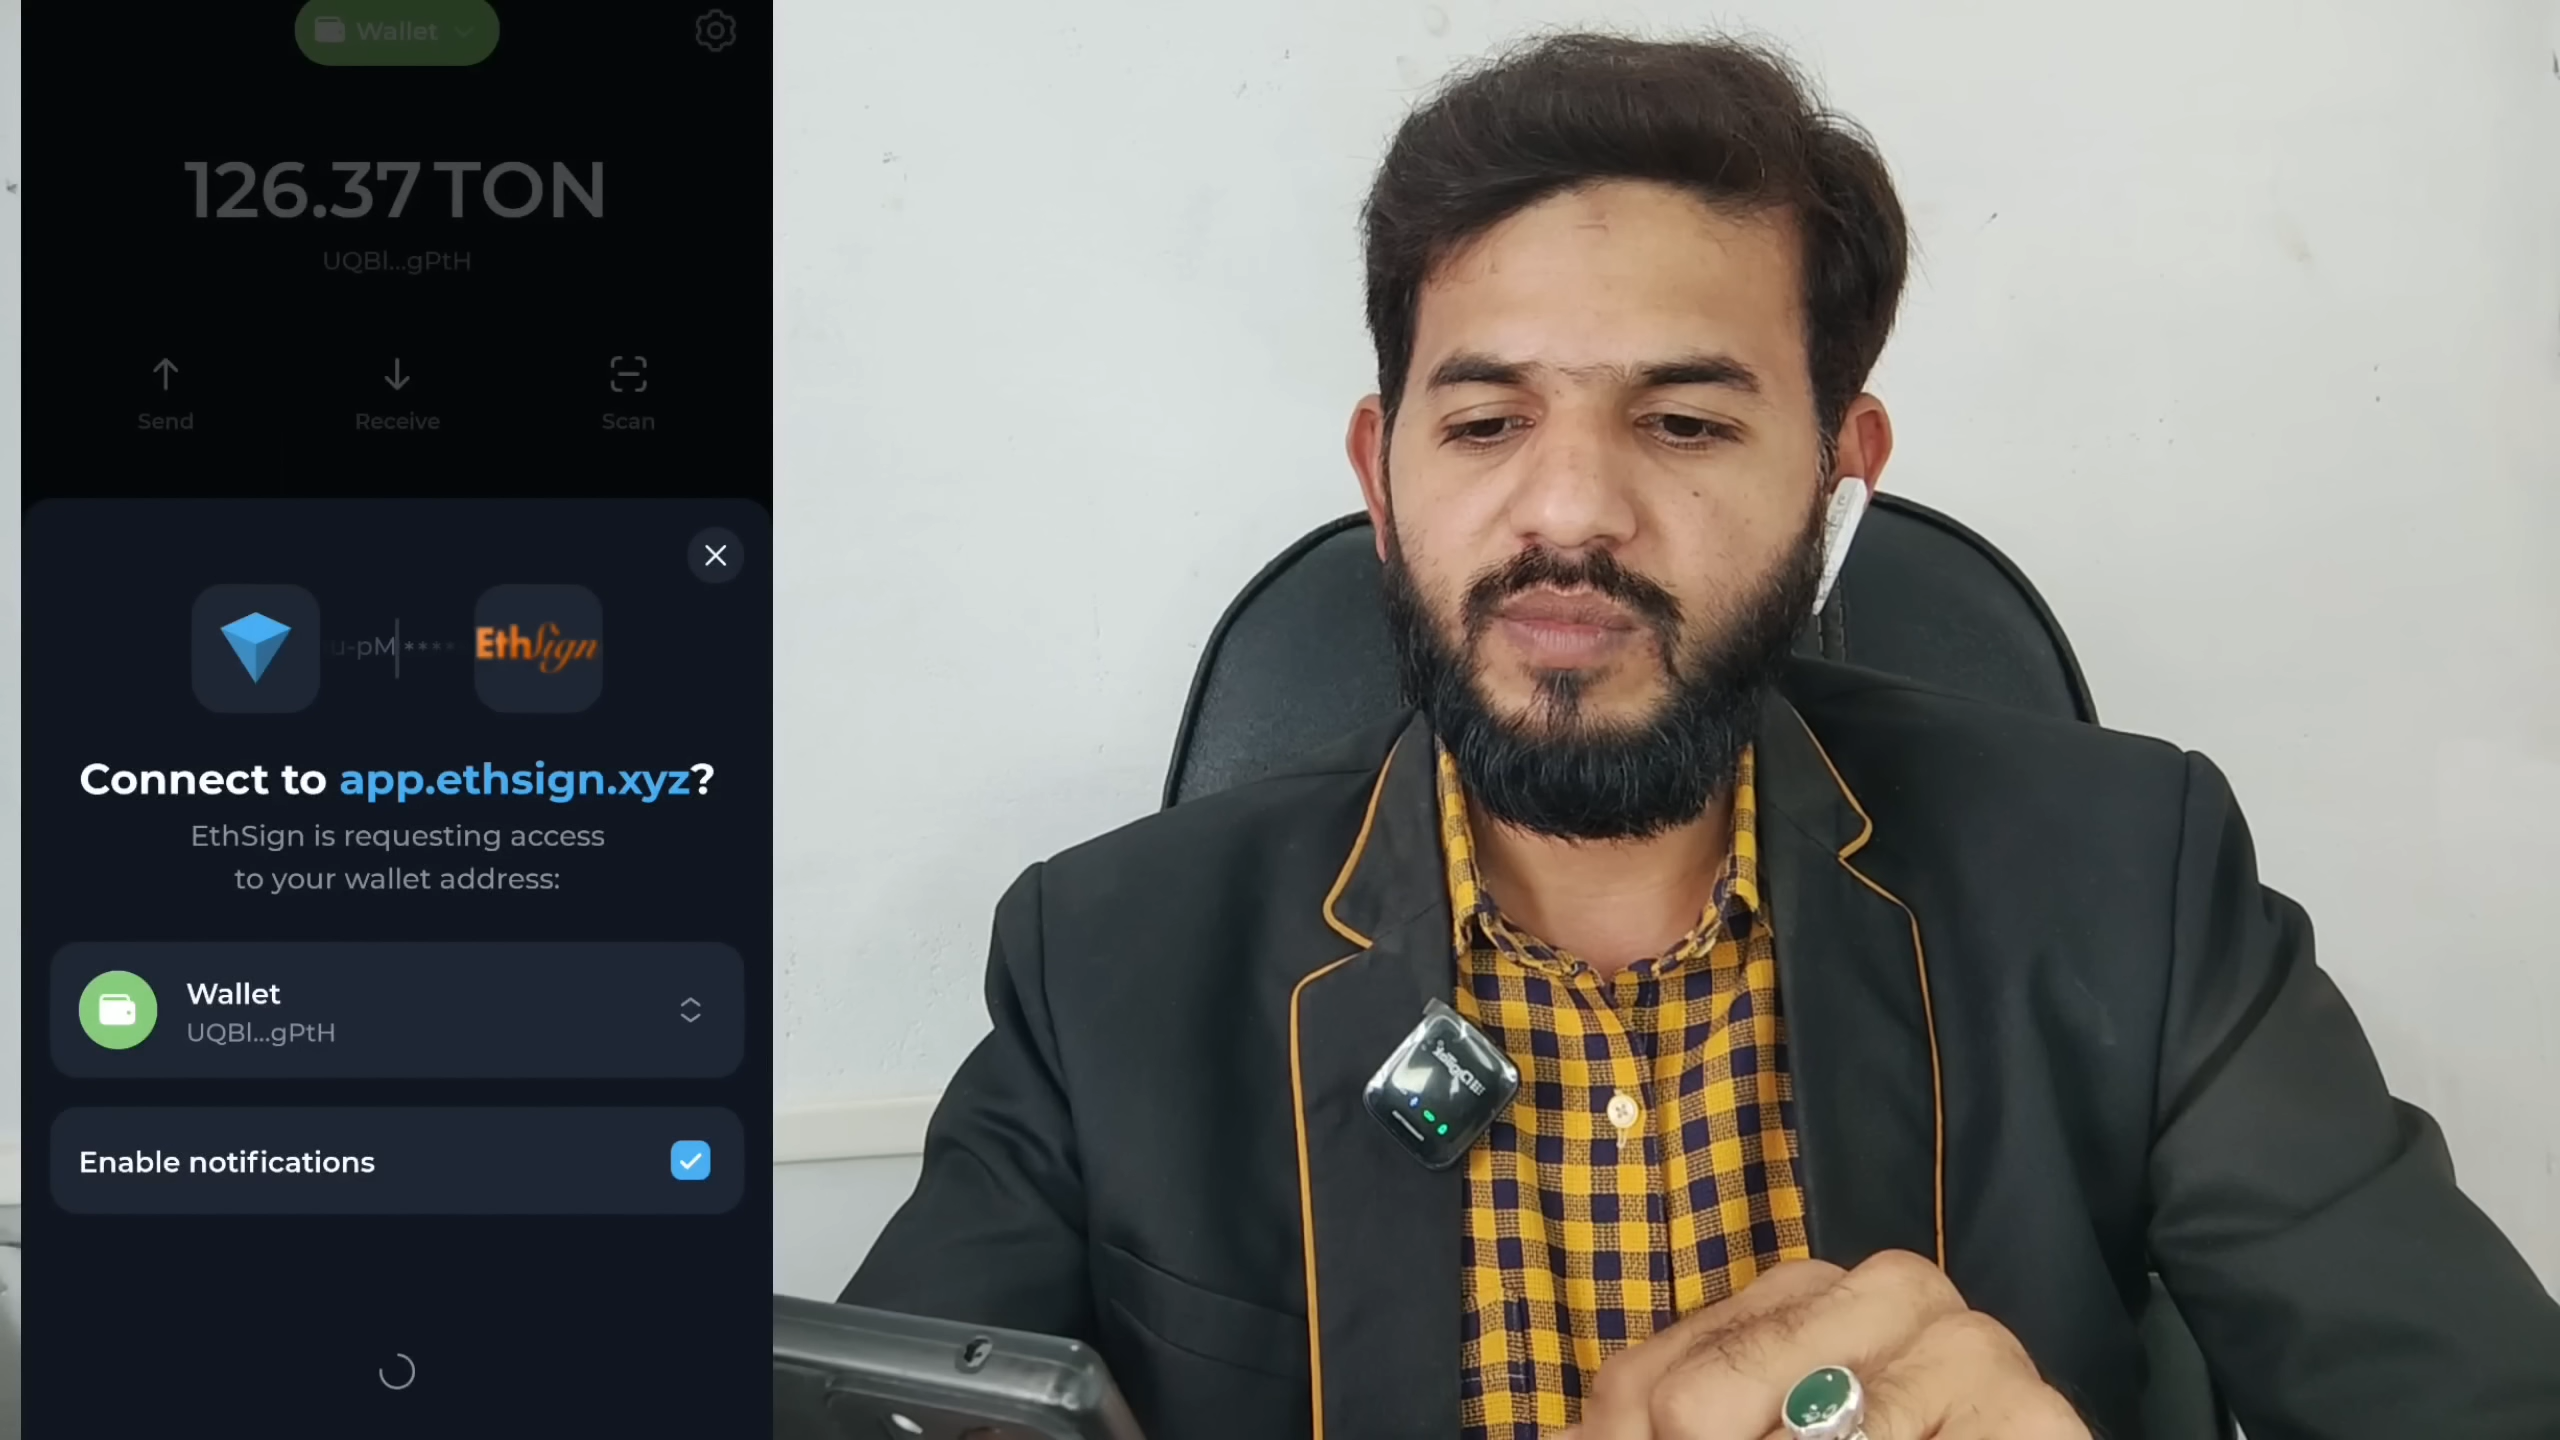 Wallet
126.37 TON
UQBl...gPtH
Send
Receive
Scan
u-pM ****
EthSign
Connect to app.ethsign.xyz?
EthSign is requesting access
to your wallet address:
Wallet
UQBl...gPtH
Enable notifications